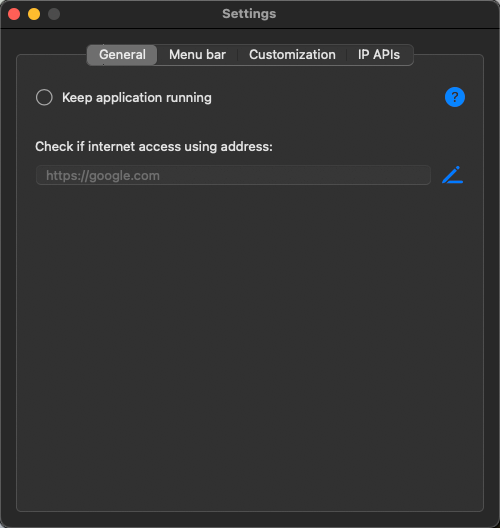 Settings
General Menu bar Customization IP APIs
Keep application running ?
Check if internet access using address:
https://google.com